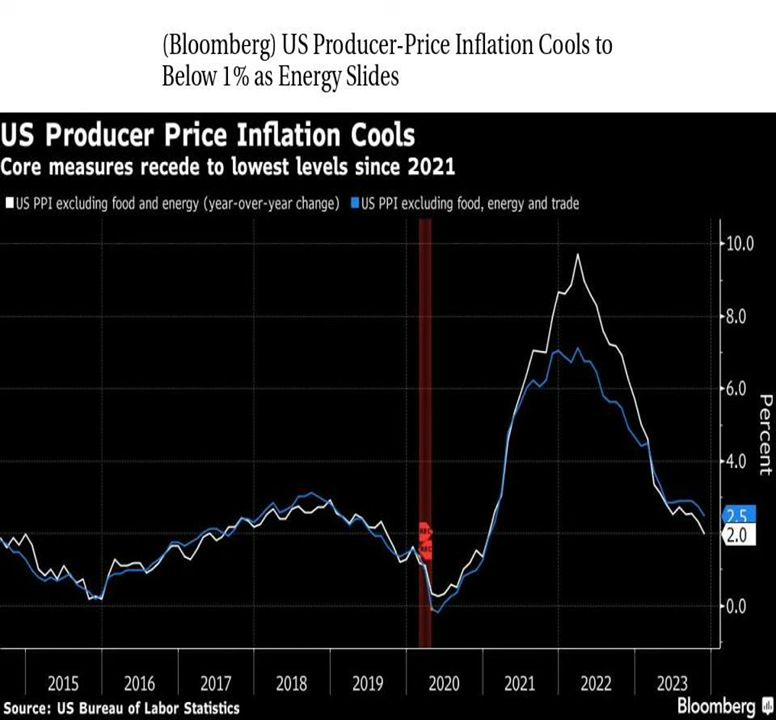 (Bloomberg) US Producer-Price Inflation Cools to
Below 1% as Energy Slides
US Producer Price Inflation Cools
Core measures recede to lowest levels since 2021
US PPI excluding food and energy (year-over-year change) US PPI excluding food, energy and trade
10.0
8.0
6.0
4.0
2.5
2.0
0.0
Percent
REC
REC
2015 2016 2017 2018 2019 2020 2021 2022 2023
Source: US Bureau of Labor Statistics
Bloomberg